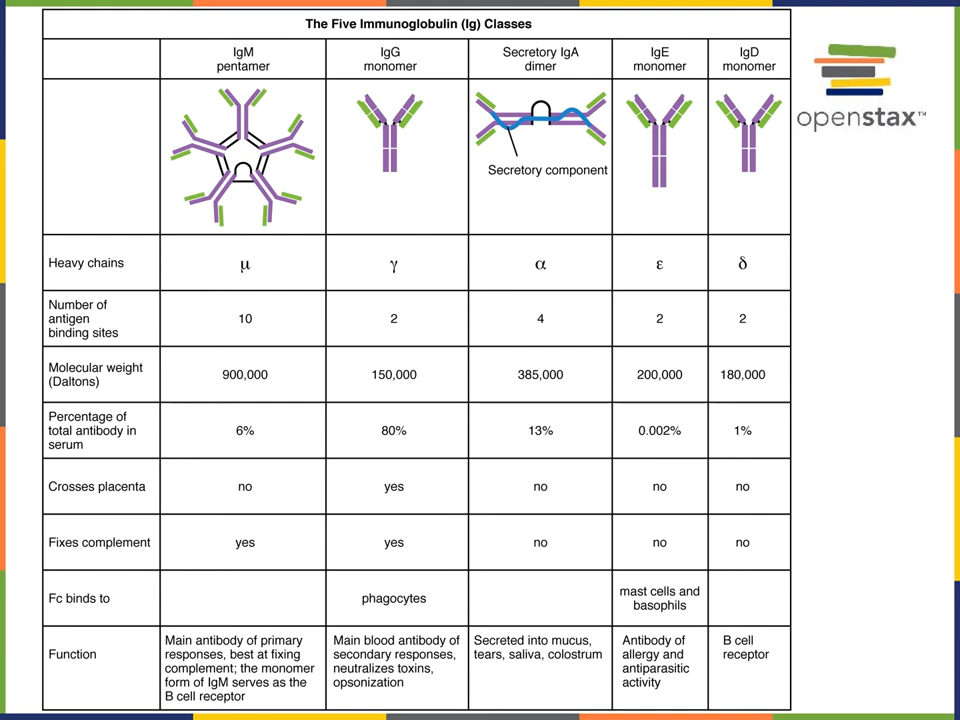 The Five Immunoglobulin (Ig) Classes
IgM
pentamer
IgG
monomer
Secretory IgA
dimer
IgE
monomer
IgD
monomer
openstax™
Secretory component
Heavy chains
μ
γ
α
ε
δ
Number of
antigen
binding sites
10
2
4
2
2
Molecular weight
(Daltons)
900,000
150,000
385,000
200,000
180,000
Percentage of
total antibody in
serum
6%
80%
13%
0.002%
1%
Crosses placenta
no
yes
no
no
no
Fixes complement
yes
yes
no
no
no
Fc binds to
phagocytes
mast cells and
basophils
Function
Main antibody of primary
responses, best at fixing
complement; the monomer
form of IgM serves as the
B cell receptor
Main blood antibody of
secondary responses,
neutralizes toxins,
opsonization
Secreted into mucus,
tears, saliva, colostrum
Antibody of
allergy and
antiparasitic
activity
B cell
receptor